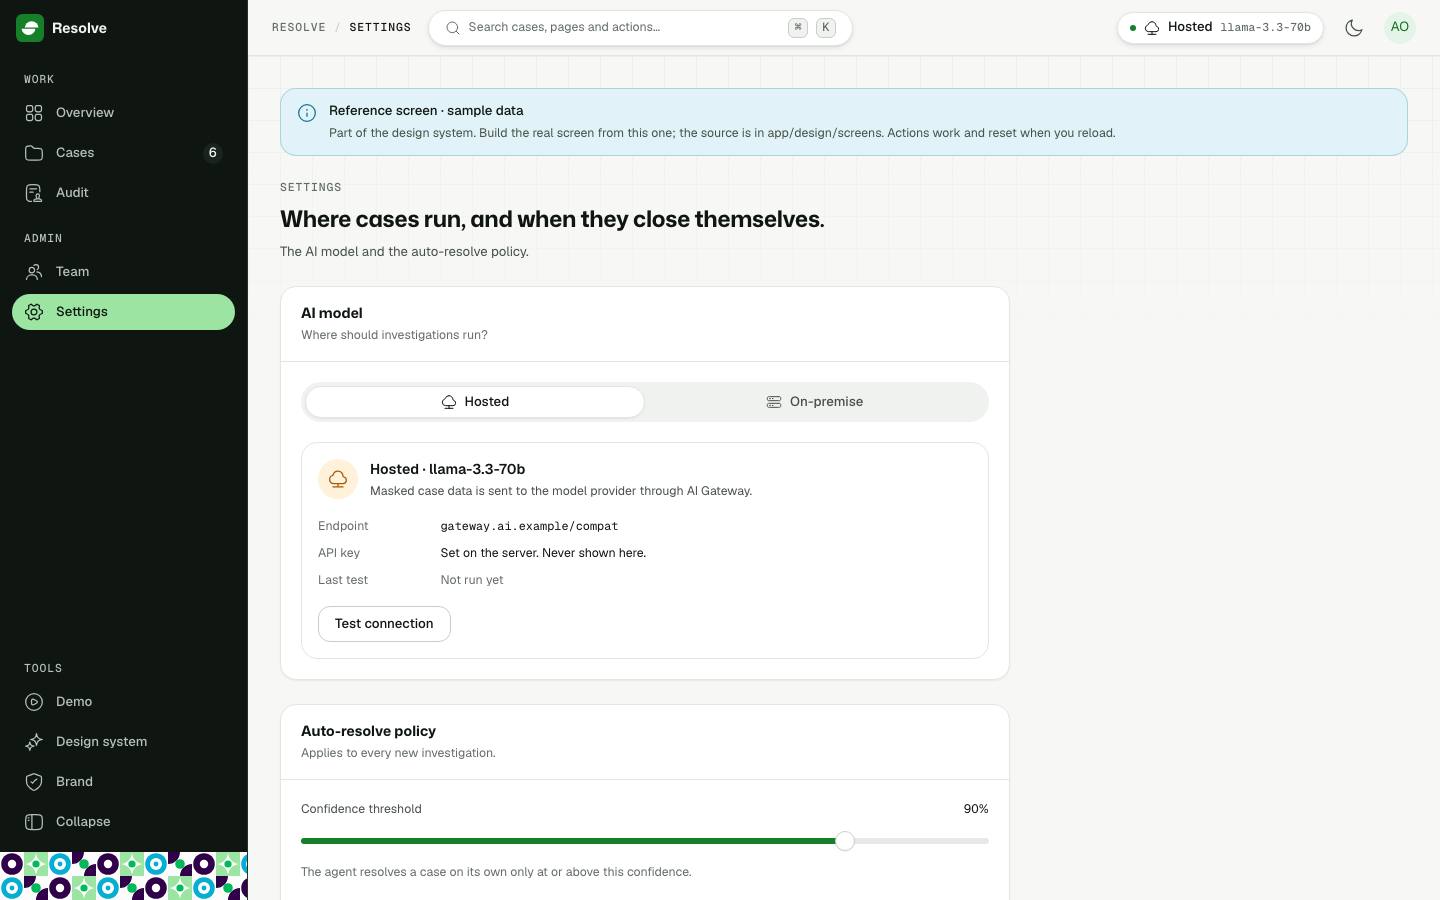 Resolve
RESOLVE / SETTINGS
Search cases, pages and actions…
⌘ K
Hosted llama-3.3-70b
AO
WORK
Overview
Cases 6
Audit
ADMIN
Team
Settings
TOOLS
Demo
Design system
Brand
Collapse
Reference screen · sample data
Part of the design system. Build the real screen from this one; the source is in app/design/screens. Actions work and reset when you reload.
SETTINGS
Where cases run, and when they close themselves.
The AI model and the auto-resolve policy.
AI model
Where should investigations run?
Hosted
On-premise
Hosted · llama-3.3-70b
Masked case data is sent to the model provider through AI Gateway.
Endpoint gateway.ai.example/compat
API key Set on the server. Never shown here.
Last test Not run yet
Test connection
Auto-resolve policy
Applies to every new investigation.
Confidence threshold 90%
The agent resolves a case on its own only at or above this confidence.